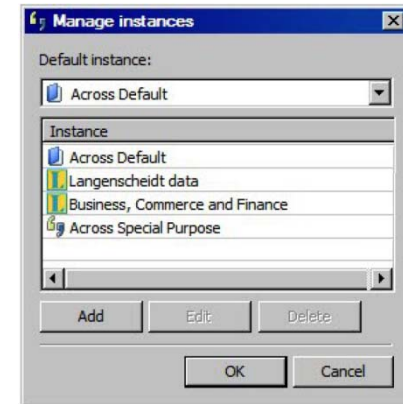 Manage instances
Default instance:
Across Default
Instance
Across Default
Langenscheidt data
Business, Commerce and Finance
Across Special Purpose
Add Edit Delete
OK Cancel